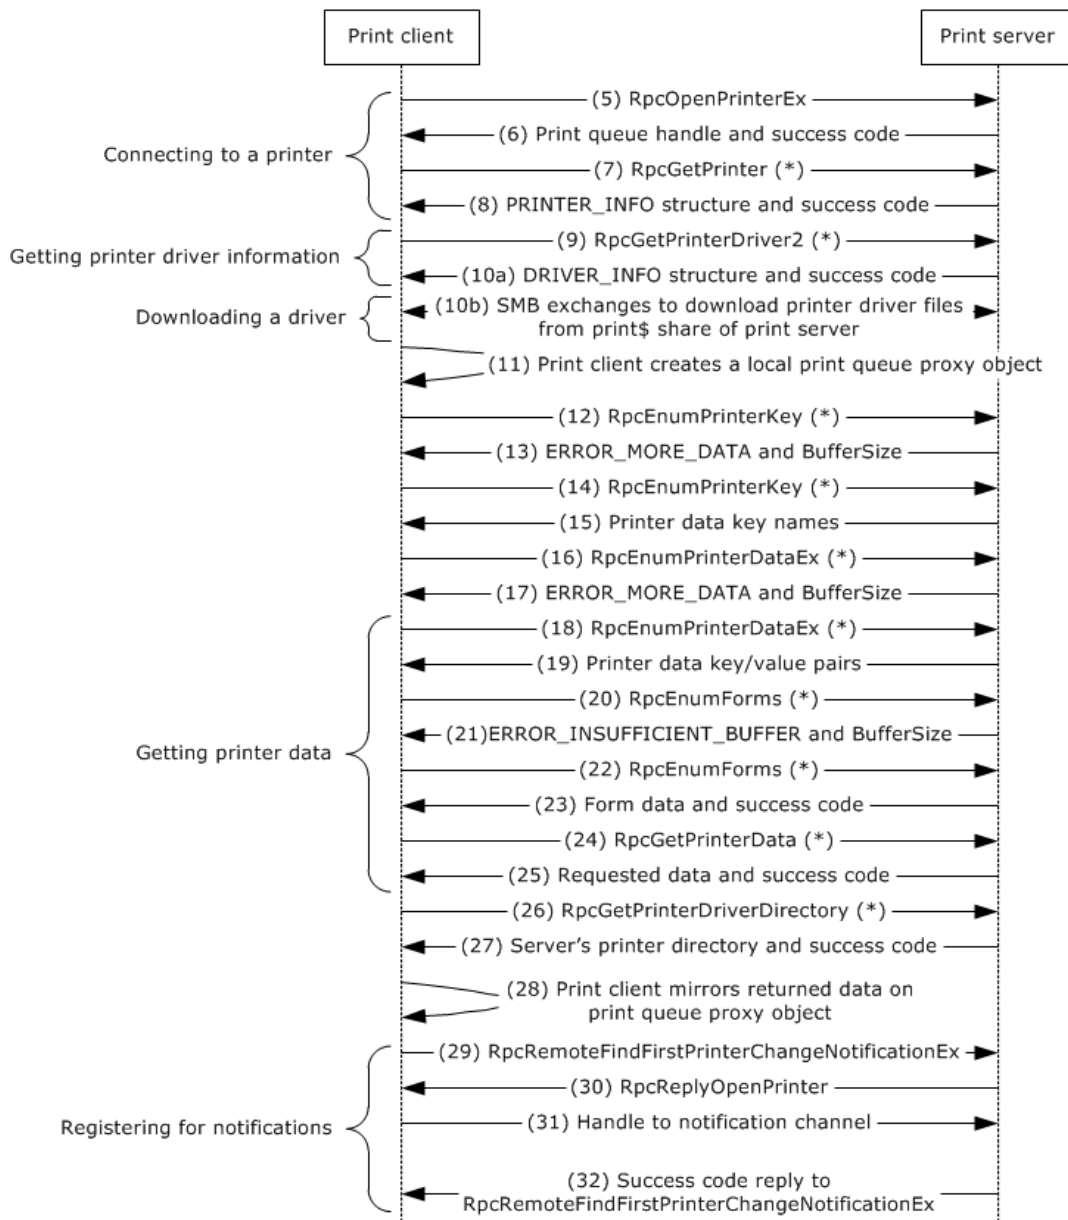 Print client
Print server
(5) RpcOpenPrinterEx
(6) Print queue handle and success code
Connecting to a printer
(7) RpcGetPrinter (*)
(8) PRINTER_INFO structure and success code
(9) RpcGetPrinterDriver2 (*)
Getting printer driver information
(10a) DRIVER_INFO structure and success code
(10b) SMB exchanges to download printer driver files
Downloading a driver
from print$ share of print server
(11) Print client creates a local print queue proxy object
(12) RpcEnumPrinterKey (*)
(13) ERROR_MORE_DATA and BufferSize
(14) RpcEnumPrinterKey (*)
(15) Printer data key names
(16) RpcEnumPrinterDataEx (*)
(17) ERROR_MORE_DATA and BufferSize
(18) RpcEnumPrinterDataEx (*)
(19) Printer data key/value pairs
(20) RpcEnumForms (*)
(21)ERROR_INSUFFICIENT_BUFFER and BufferSize
Getting printer data
(22) RpcEnumForms (*)
(23) Form data and success code
(24) RpcGetPrinterData (*)
(25) Requested data and success code
(26) RpcGetPrinterDriverDirectory (*)
(27) Server’s printer directory and success code
(28) Print client mirrors returned data on
print queue proxy object
(29) RpcRemoteFindFirstPrinterChangeNotificationEx
(30) RpcReplyOpenPrinter
Registering for notifications
(31) Handle to notification channel
(32) Success code reply to
RpcRemoteFindFirstPrinterChangeNotificationEx